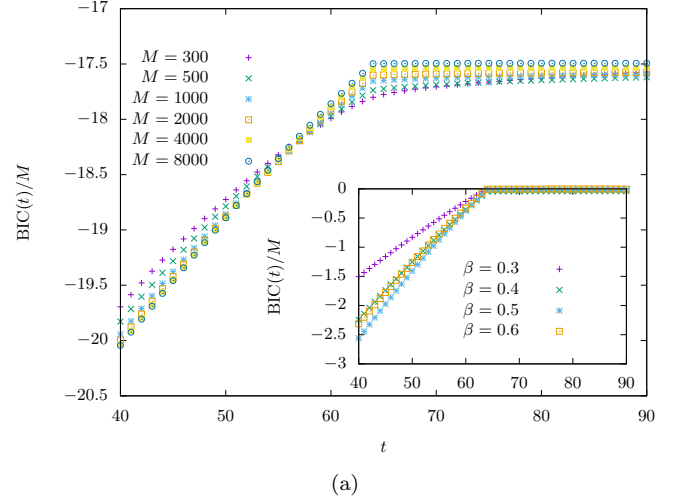 −17
−17.5
−18
−18.5
−19
−19.5
−20
−20.5
BIC(t)/M
M = 300
M = 500
M = 1000
M = 2000
M = 4000
M = 8000
0
−0.5
−1
−1.5
−2
−2.5
−3
BIC(t)/M
β = 0.3
β = 0.4
β = 0.5
β = 0.6
40 50 60 70 80 90
40 50 60 70 80 90
t
(a)